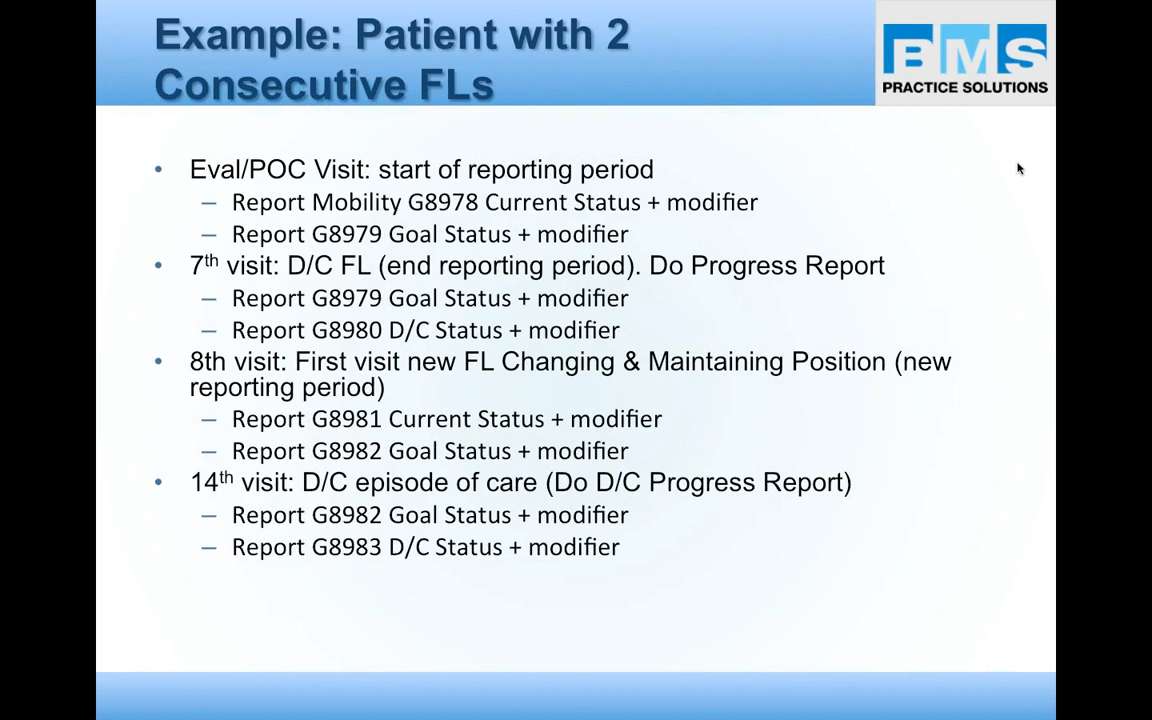 Example: Patient with 2
Consecutive FLs
BMS
PRACTICE SOLUTIONS
• Eval/POC Visit: start of reporting period
– Report Mobility G8978 Current Status + modifier
– Report G8979 Goal Status + modifier
• 7th visit: D/C FL (end reporting period). Do Progress Report
– Report G8979 Goal Status + modifier
– Report G8980 D/C Status + modifier
• 8th visit: First visit new FL Changing & Maintaining Position (new
reporting period)
– Report G8981 Current Status + modifier
– Report G8982 Goal Status + modifier
• 14th visit: D/C episode of care (Do D/C Progress Report)
– Report G8982 Goal Status + modifier
– Report G8983 D/C Status + modifier